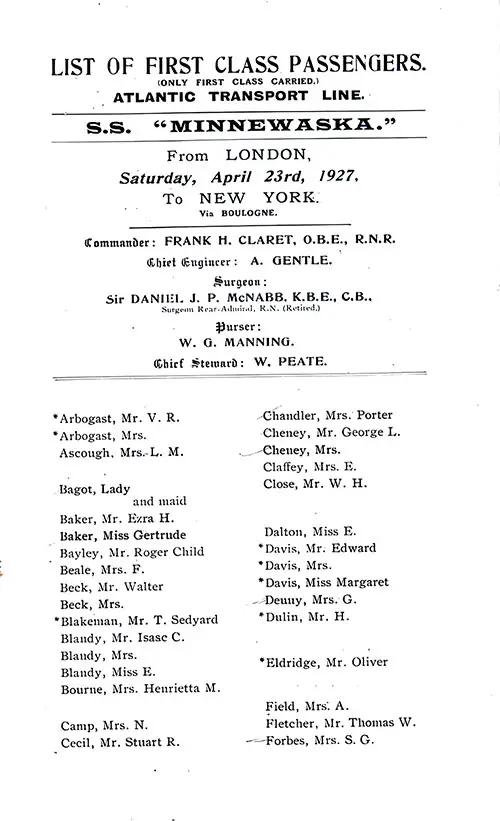 LIST OF FIRST CLASS PASSENGERS.
(ONLY FIRST CLASS CARRIED.)
ATLANTIC TRANSPORT LINE.
S.S. “MINNEWASKA.”
From LONDON,
Saturday, April 23rd, 1927,
To NEW YORK.
Via BOULOGNE.
Commander: FRANK H. CLARET, O.B.E., R.N.R.
Chief Engineer: A. GENTLE.
Surgeon:
Sir DANIEL J. P. McNABB, K.B.E., C.B.,
Surgeon Rear-Admiral, R.N. (Retired.)
Purser:
W. G. MANNING.
Chief Steward: W. PEATE.
*Arbogast, Mr. V. R.
*Arbogast, Mrs.
Ascough, Mrs. L. M.
Bagot, Lady
and maid
Baker, Mr. Ezra H.
Baker, Miss Gertrude
Bayley, Mr. Roger Child
Beale, Mrs. F.
Beck, Mr. Walter
Beck, Mrs.
*Blakeman, Mr. T. Sedyard
Blandy, Mr. Isaac C.
Blandy, Mrs.
Blandy, Miss E.
Bourne, Mrs. Henrietta M.
Camp, Mrs. N.
Cecil, Mr. Stuart R.
Chandler, Mrs. Porter
Cheney, Mr. George L.
Cheney, Mrs.
Claffey, Mrs. E.
Close, Mr. W. H.
Dalton, Miss E.
*Davis, Mr. Edward
*Davis, Mrs.
*Davis, Miss Margaret
Denny, Mrs. G.
*Dulin, Mr. H.
*Eldridge, Mr. Oliver
Field, Mrs. A.
Fletcher, Mr. Thomas W.
Forbes, Mrs. S. G.